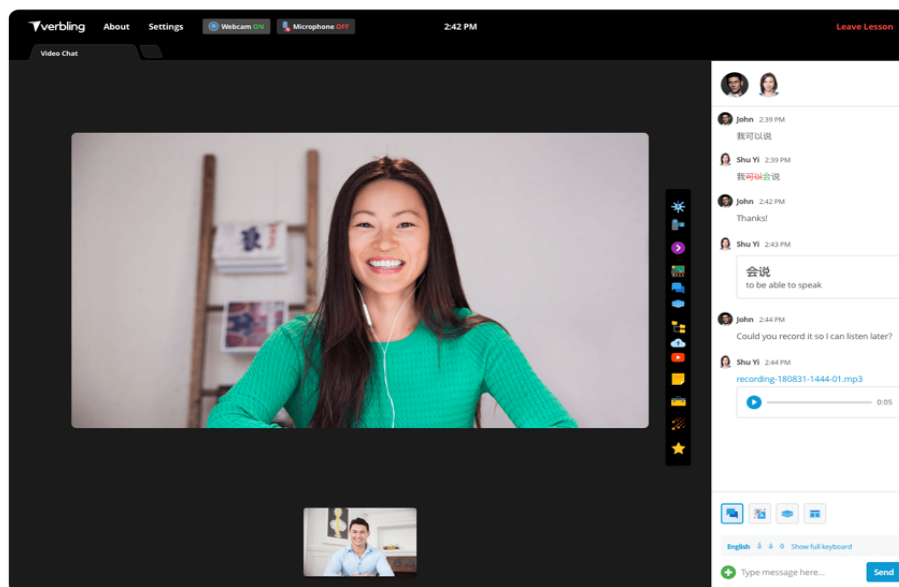 verbling
About
Settings
Webcam ON
Microphone OFF
2:42 PM
Leave Lesson
Video Chat
John 2:39 PM
我可以说
Shu Yi 2:39 PM
我可以会说
John 2:42 PM
Thanks!
Shu Yi 2:43 PM
会说
to be able to speak
John 2:44 PM
Could you record it so I can listen later?
Shu Yi 2:44 PM
recording-180831-1444-01.mp3
0:05
English
Show full keyboard
Type message here...
Send